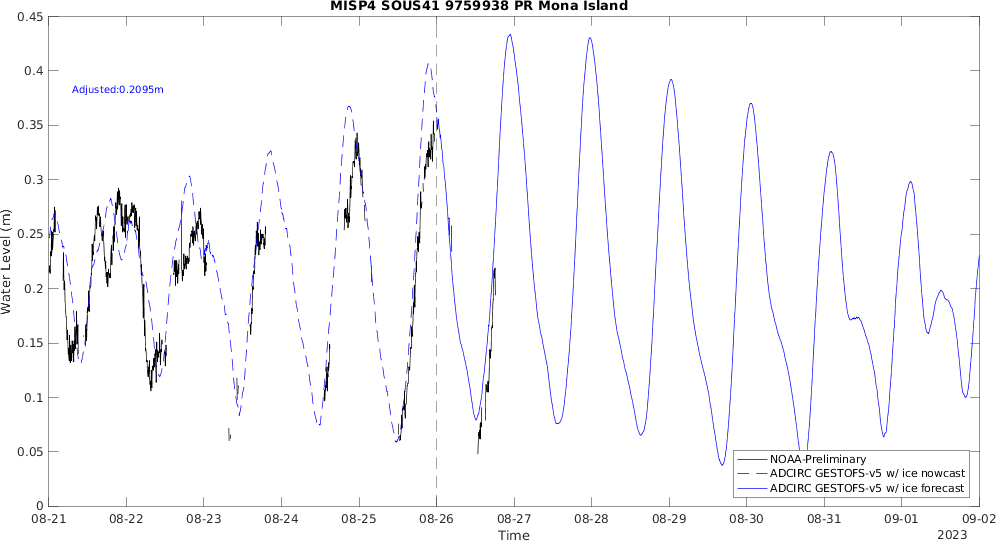 MISP4 SOUS41 9759938 PR Mona Island
0.45
0.4
0.35
0.3
0.25
0.2
0.15
0.1
0.05
0
Water Level (m)
Adjusted:0.2095m
NOAA-Preliminary
ADCIRC GESTOFS-v5 w/ ice nowcast
ADCIRC GESTOFS-v5 w/ ice forecast
08-21 08-22 08-23 08-24 08-25 08-26 08-27 08-28 08-29 08-30 08-31 09-01 09-02
Time
2023